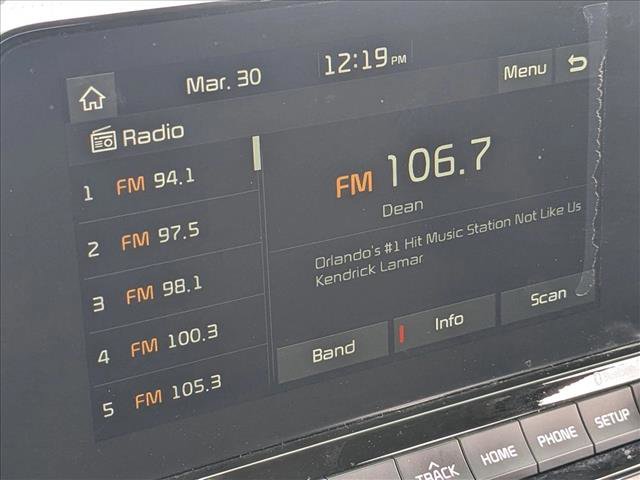 Mar. 30
12:19 PM
Menu
Radio
1 FM 94.1
2 FM 97.5
3 FM 98.1
4 FM 100.3
5 FM 105.3
FM 106.7
Dean
Orlando's #1 Hit Music Station Not Like Us
Kendrick Lamar
Band
Info
Scan
TRACK
HOME
PHONE
SETUP